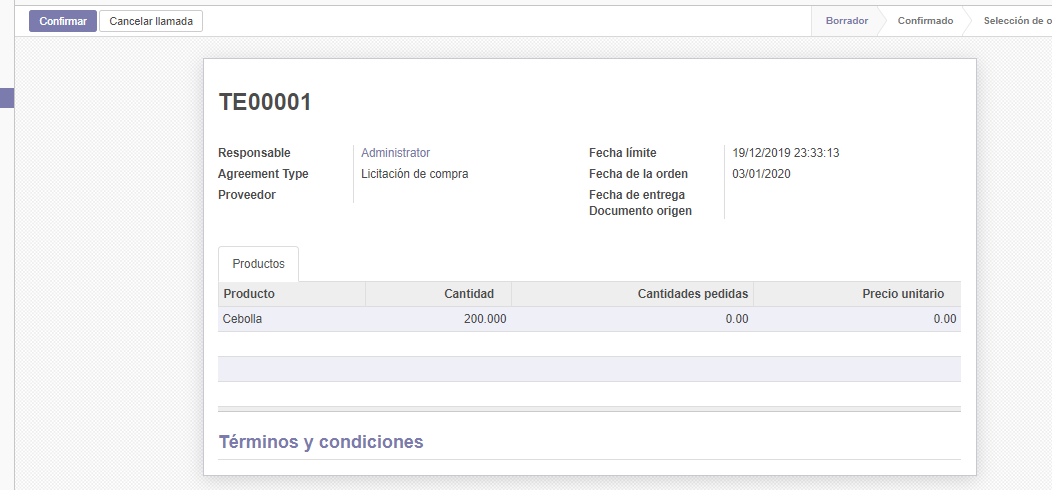 Confirmar Cancelar llamada Borrador Confirmado Selección de o
TE00001
Responsable Administrator Fecha límite 19/12/2019 23:33:13
Agreement Type Licitación de compra Fecha de la orden 03/01/2020
Proveedor Fecha de entrega
Documento origen
Productos
Producto Cantidad Cantidades pedidas Precio unitario
Cebolla 200.000 0.00 0.00
Términos y condiciones